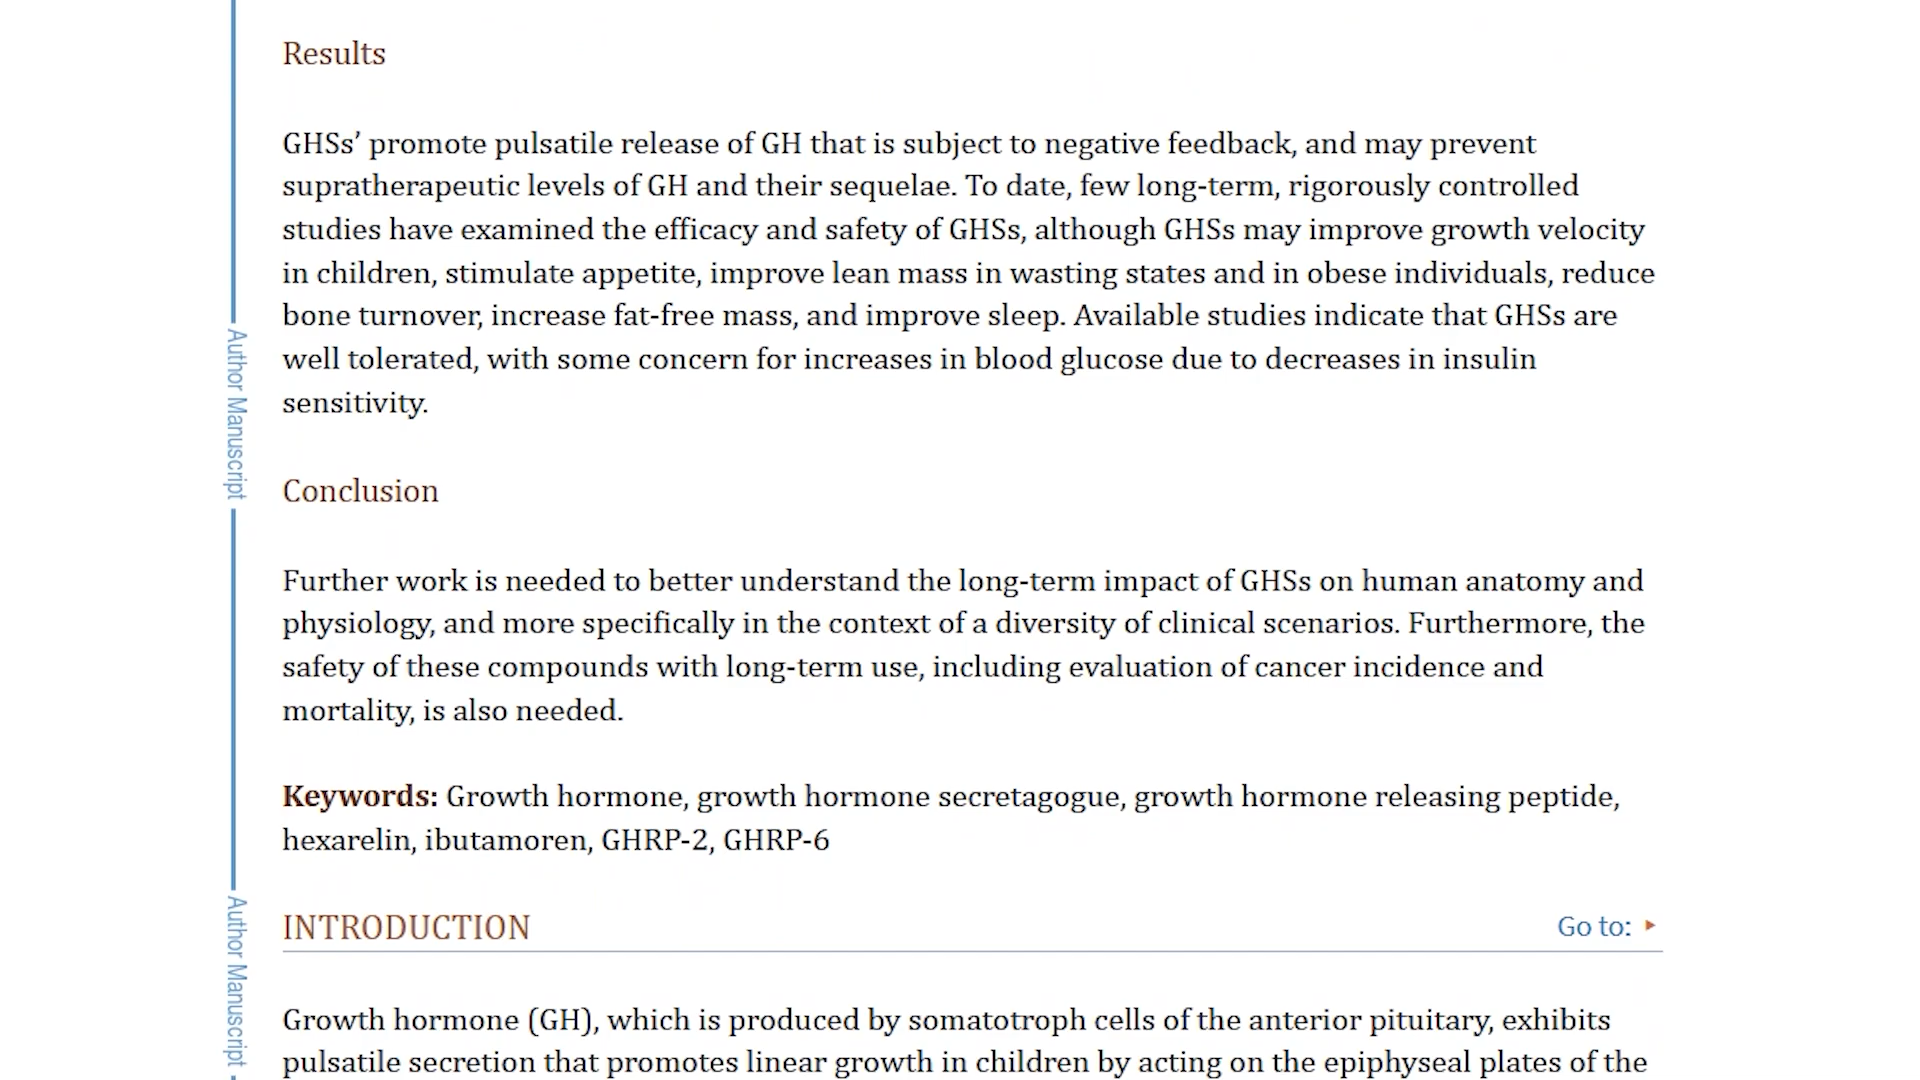 Results
GHSs’ promote pulsatile release of GH that is subject to negative feedback, and may prevent
supratherapeutic levels of GH and their sequelae. To date, few long-term, rigorously controlled
studies have examined the efficacy and safety of GHSs, although GHSs may improve growth velocity
in children, stimulate appetite, improve lean mass in wasting states and in obese individuals, reduce
bone turnover, increase fat-free mass, and improve sleep. Available studies indicate that GHSs are
well tolerated, with some concern for increases in blood glucose due to decreases in insulin
sensitivity.
Author Manuscript
Conclusion
Further work is needed to better understand the long-term impact of GHSs on human anatomy and
physiology, and more specifically in the context of a diversity of clinical scenarios. Furthermore, the
safety of these compounds with long-term use, including evaluation of cancer incidence and
mortality, is also needed.
Keywords: Growth hormone, growth hormone secretagogue, growth hormone releasing peptide,
hexarelin, ibutamoren, GHRP-2, GHRP-6
Author Manuscript
INTRODUCTION
Go to:
Growth hormone (GH), which is produced by somatotroph cells of the anterior pituitary, exhibits
pulsatile secretion that promotes linear growth in children by acting on the epiphyseal plates of the